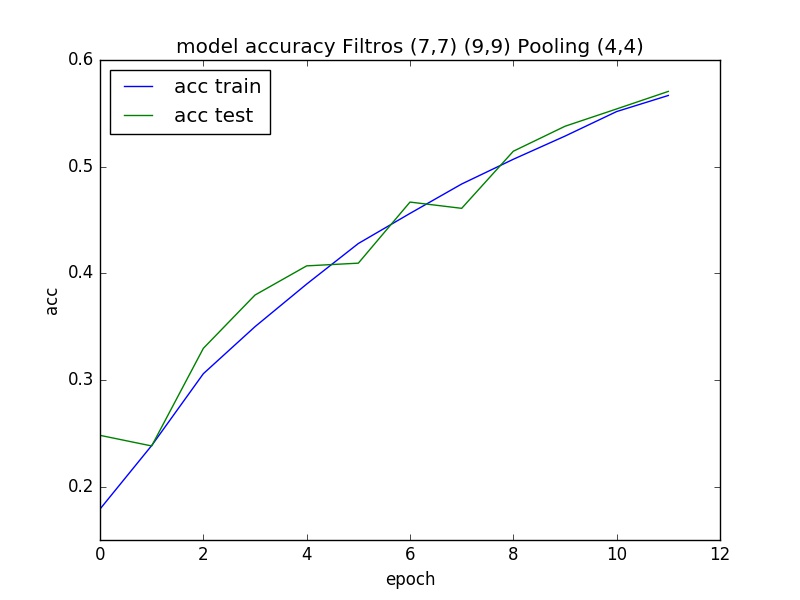 model accuracy Filtros (7,7) (9,9) Pooling (4,4)
0.6
acc train
acc test
0.5
0.4
acc
0.3
0.2
0 2 4 6 8 10 12
epoch